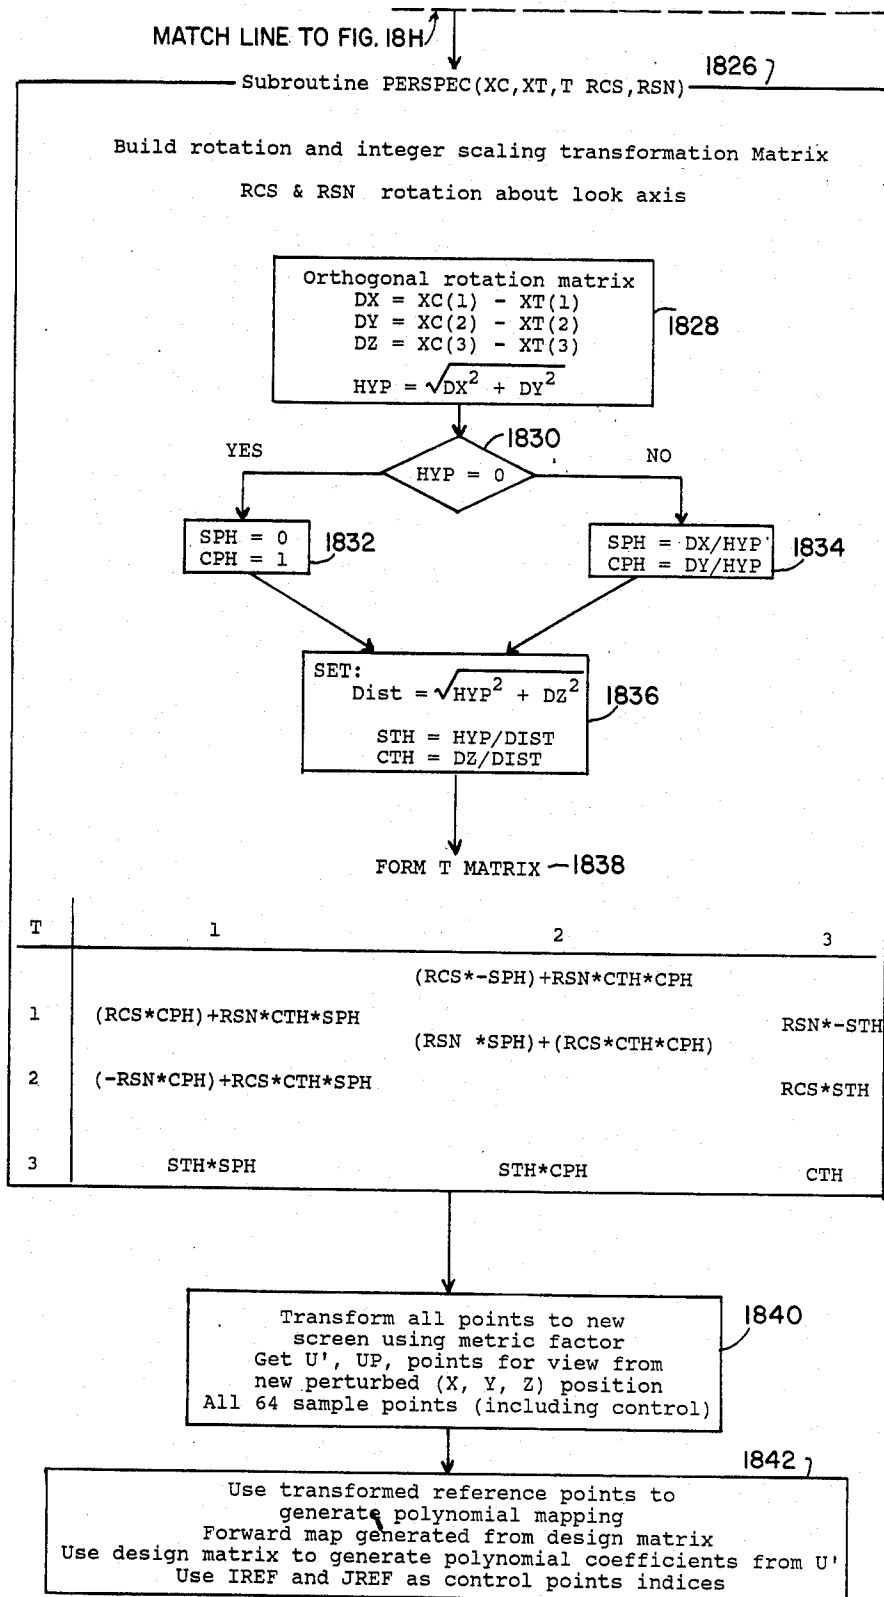 MATCH LINE TO FIG. 18H
1826
Subroutine PERSPEC(XC,XT,T RCS,RSN)
Build rotation and integer scaling transformation Matrix
RCS & RSN rotation about look axis
Orthogonal rotation matrix
DX = XC(1) - XT(1)
DY = XC(2) - XT(2)
DZ = XC(3) - XT(3)
HYP = √DX² + DY²
1828
1830
YES
HYP = 0
NO
SPH = 0
CPH = 1
1832
SPH = DX/HYP
CPH = DY/HYP
1834
SET:
Dist = √HYP² + DZ²
STH = HYP/DIST
CTH = DZ/DIST
1836
FORM T MATRIX
1838
T 1 2 3
(RCS*-SPH)+RSN*CTH*CPH
1 (RCS*CPH)+RSN*CTH*SPH RSN*-STH
(RSN *SPH)+(RCS*CTH*CPH)
2 (-RSN*CPH)+RCS*CTH*SPH RCS*STH
3 STH*SPH STH*CPH CTH
Transform all points to new
screen using metric factor
Get U', UP, points for view from
new perturbed (X, Y, Z) position
All 64 sample points (including control)
1840
1842
Use transformed reference points to
generate polynomial mapping
Forward map generated from design matrix
Use design matrix to generate polynomial coefficients from U'
Use IREF and JREF as control points indices